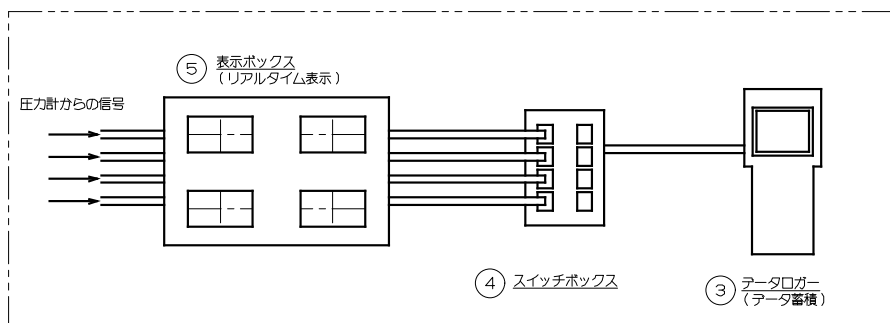 ⑤ 表示ボックス
（リアルタイム表示）
圧力計からの信号
④ スイッチボックス
③ データロガー
（データ蓄積）